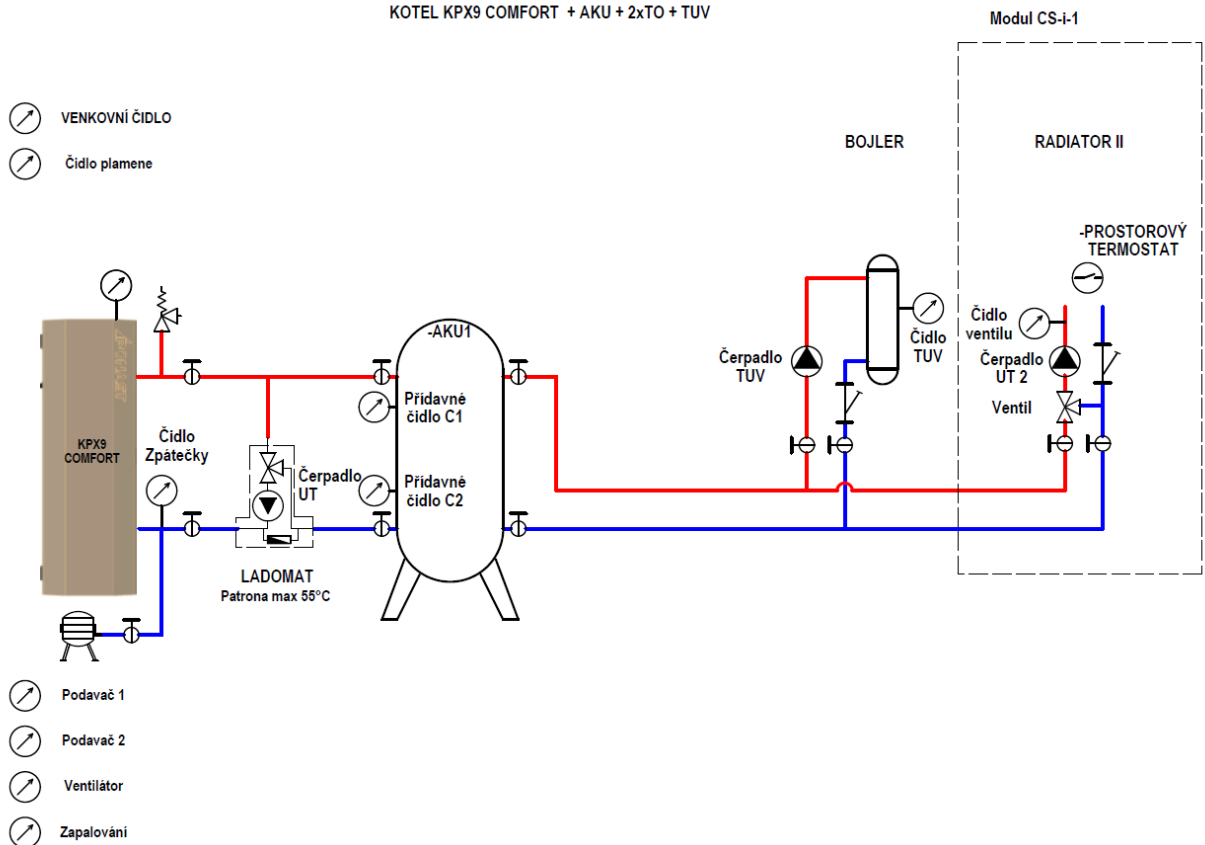 KOTEL KPX9 COMFORT + AKU + 2xTO + TUV
Modul CS-i-1
VENKOVNÍ ČIDLO
Čidlo plamene
BOJLER
RADIATOR II
-PROSTOROVÝ
TERMOSTAT
-AKU1
Čidlo
ventilu
Čidlo
TUV
Čerpadlo
TUV
Čerpadlo
UT 2
Ventil
Přídavné
čidlo C1
KPX9
COMFORT
Čidlo
Zpátečky
Čerpadlo
UT
Přídavné
čidlo C2
LADOMAT
Patrona max 55°C
Podavač 1
Podavač 2
Ventilátor
Zapalování